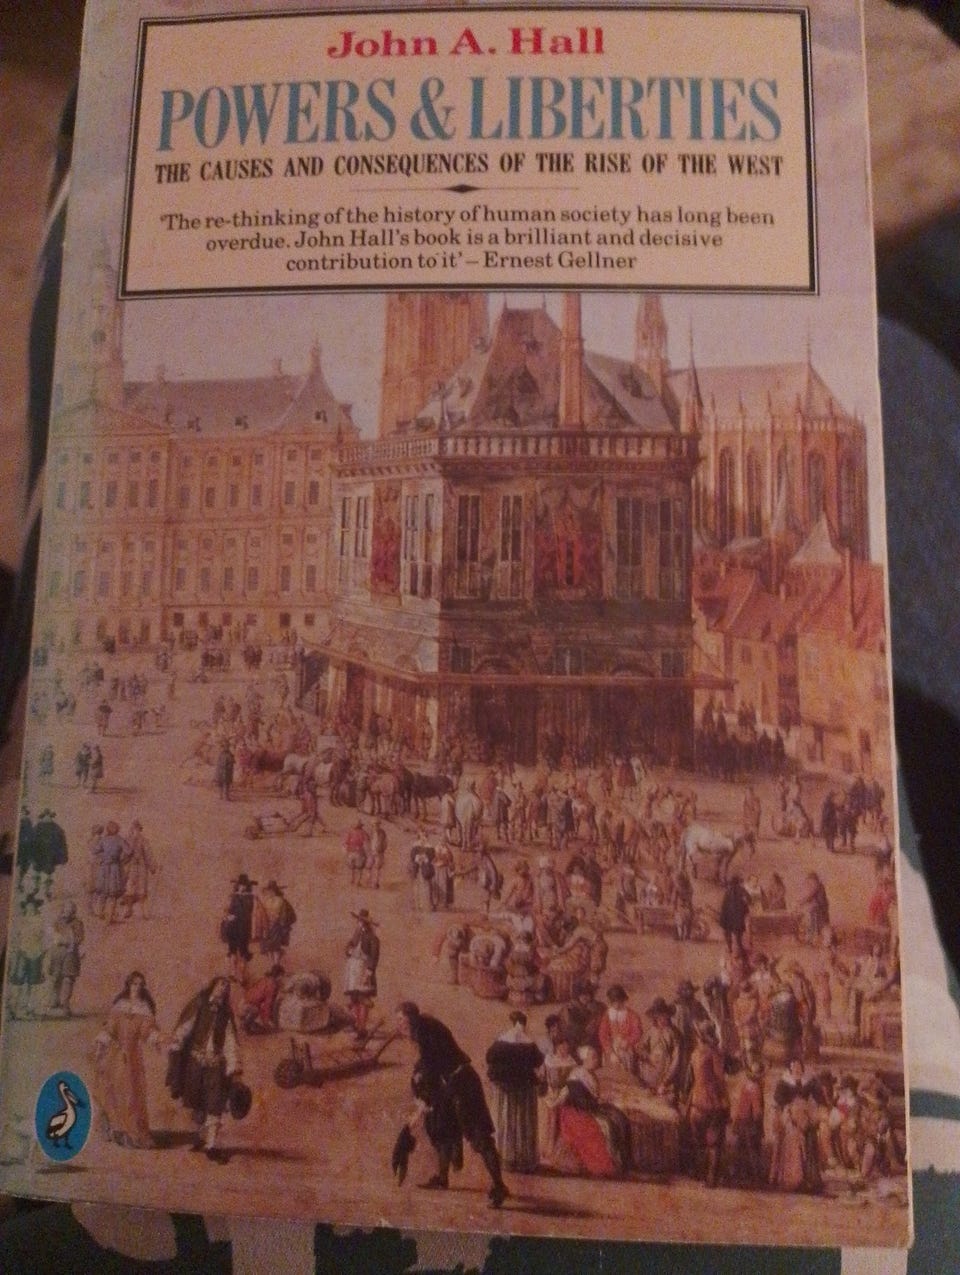 John A. Hall
POWERS & LIBERTIES
THE CAUSES AND CONSEQUENCES OF THE RISE OF THE WEST
'The re-thinking of the history of human society has long been
overdue. John Hall's book is a brilliant and decisive
contribution to it' – Ernest Gellner